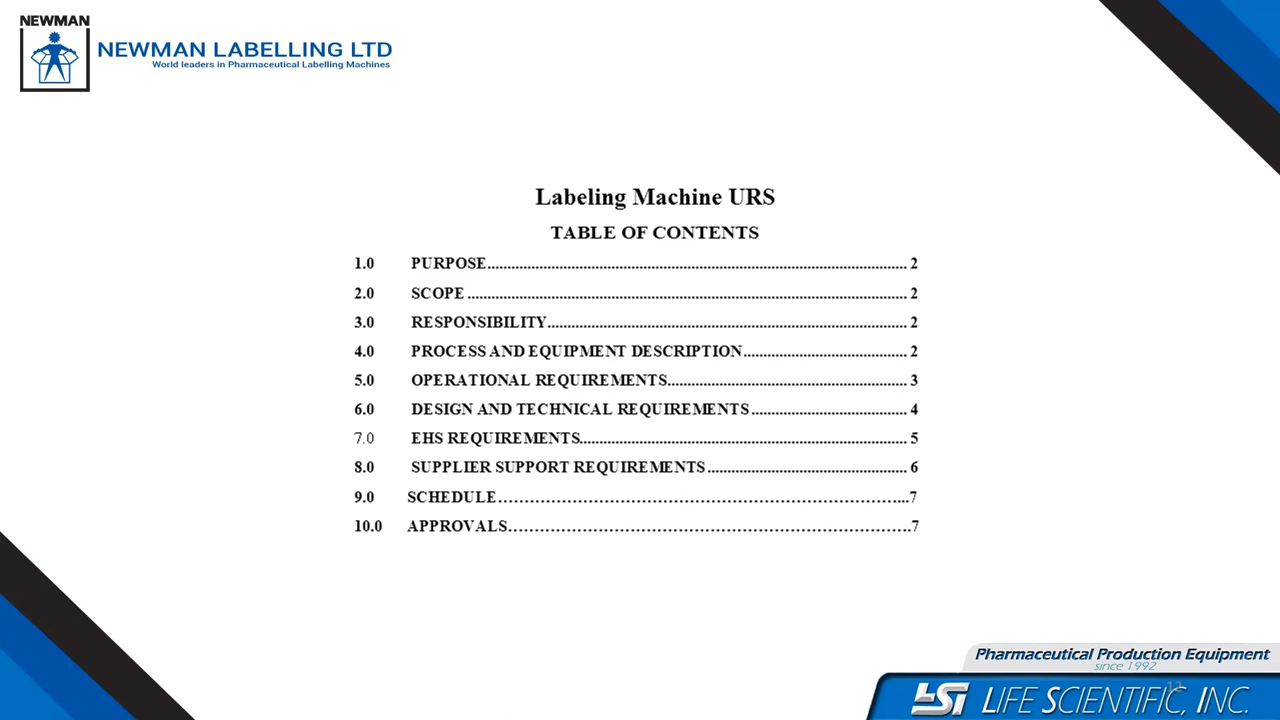 NEWMAN
NEWMAN LABELLING LTD
World leaders in Pharmaceutical Labelling Machines
Labeling Machine URS
TABLE OF CONTENTS
1.0 PURPOSE........................................................................................................ 2
2.0 SCOPE ............................................................................................................. 2
3.0 RESPONSIBILITY.......................................................................................... 2
4.0 PROCESS AND EQUIPMENT DESCRIPTION......................................... 2
5.0 OPERATIONAL REQUIREMENTS............................................................ 3
6.0 DESIGN AND TECHNICAL REQUIREMENTS....................................... 4
7.0 EHS REQUIREMENTS.................................................................................. 5
8.0 SUPPLIER SUPPORT REQUIREMENTS.................................................. 6
9.0 SCHEDULE……………………………………………………………………...7
10.0 APPROVALS…………………………………………………………………….7
Pharmaceutical Production Equipment
since 1992
12
LSI LIFE SCIENTIFIC, INC.